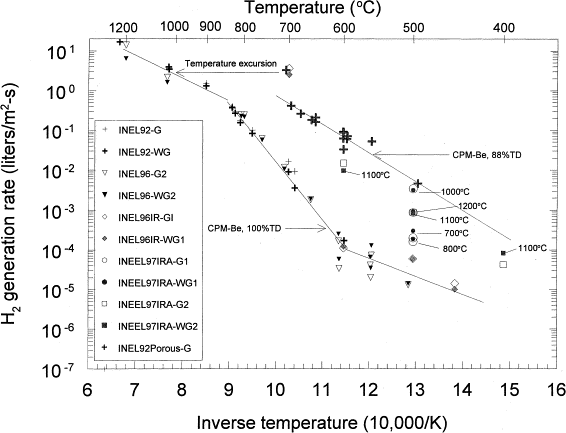 Temperature (°C)
1200 1000 900 800 700 600 500 400
H2 generation rate (liters/m²-s)
10^1
10^0
10^-1
10^-2
10^-3
10^-4
10^-5
10^-6
10^-7
Temperature excursion
INEL92-G
INEL92-WG
INEL96-G2
INEL96-WG2
INEL96IR-GI
INEL96IR-WG1
INEEL97IRA-G1
INEEL97IRA-WG1
INEEL97IRA-G2
INEEL97IRA-WG2
INEL92Porous-G
CPM-Be, 88%TD
1100°C
1000°C
1200°C
1100°C
700°C
800°C
1100°C
CPM-Be, 100%TD
6 7 8 9 10 11 12 13 14 15 16
Inverse temperature (10,000/K)